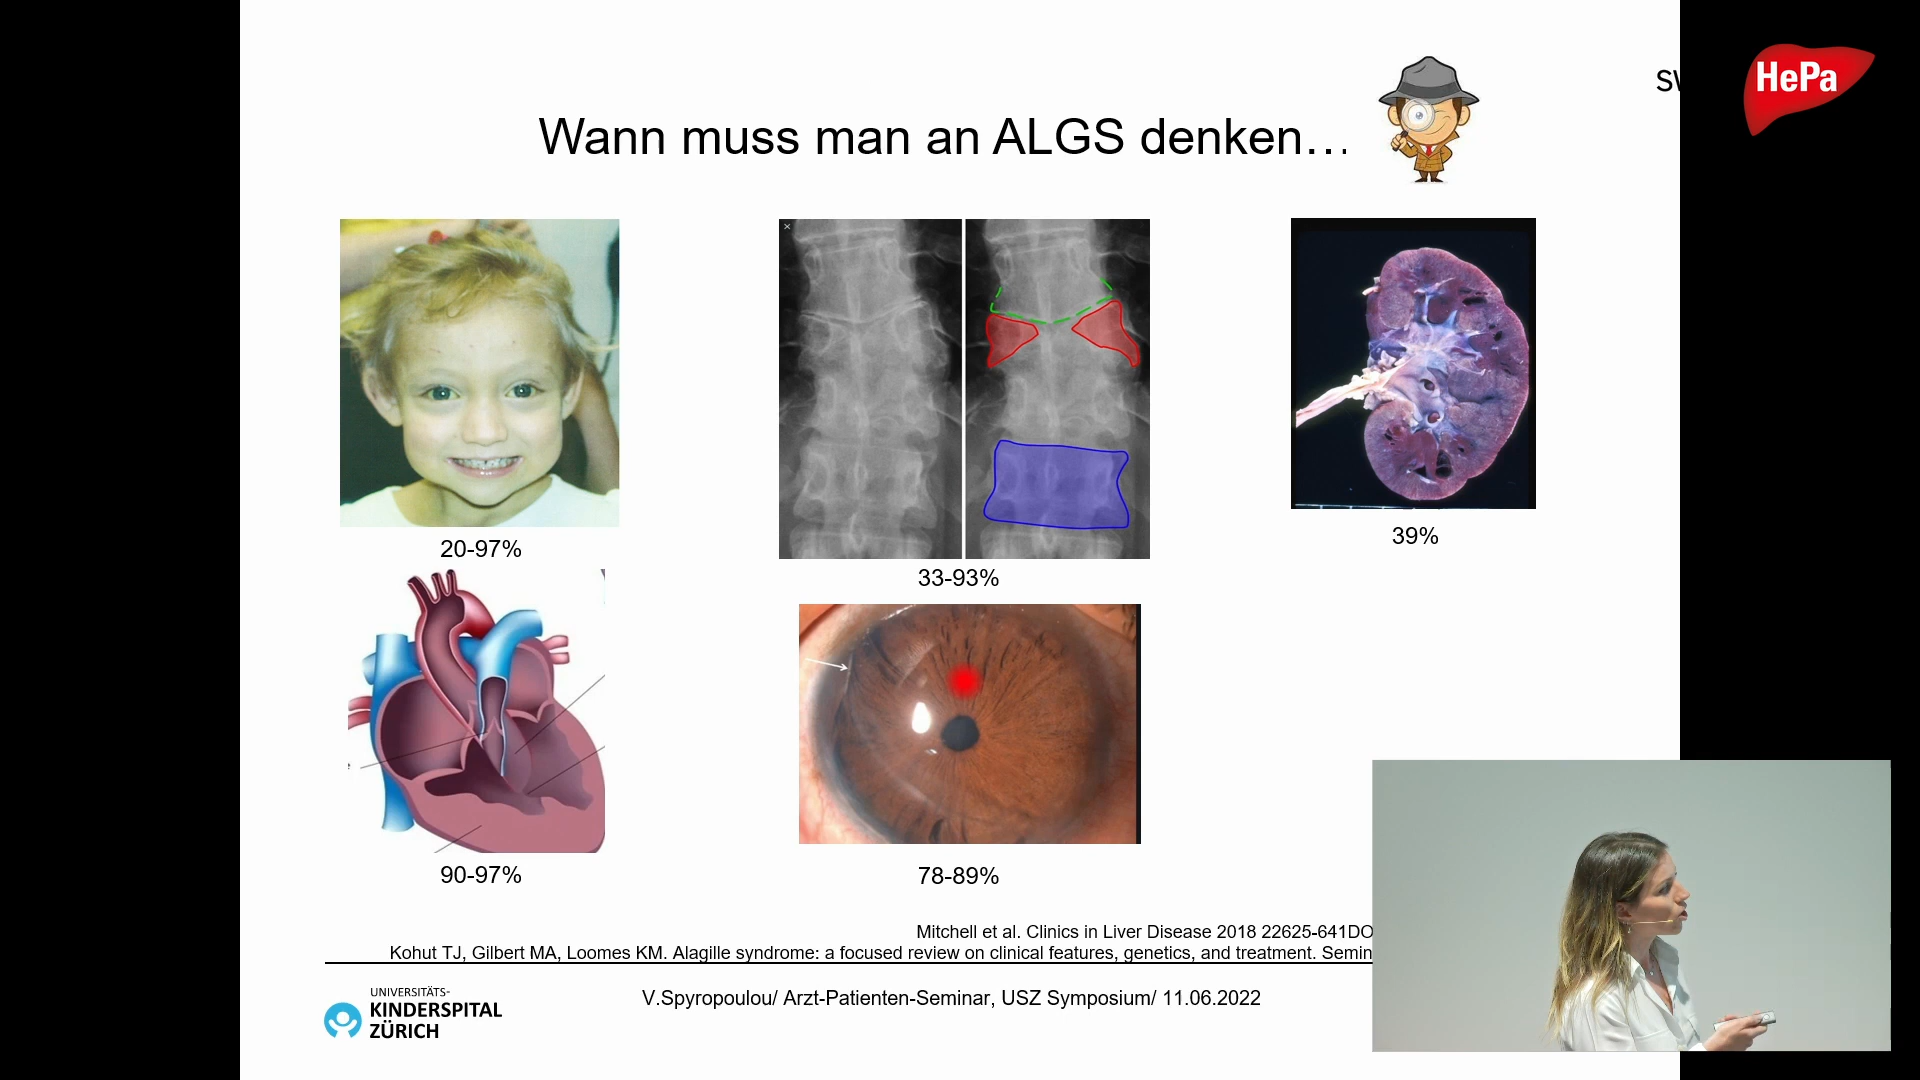 SW
HePa
Wann muss man an ALGS denken…
20-97%
33-93%
39%
90-97%
78-89%
Mitchell et al. Clinics in Liver Disease 2018 22625-641DO
Kohut TJ, Gilbert MA, Loomes KM. Alagille syndrome: a focused review on clinical features, genetics, and treatment. Semin
UNIVERSITÄTS-
KINDERSPITAL
ZÜRICH
V.Spyropoulou/ Arzt-Patienten-Seminar, USZ Symposium/ 11.06.2022